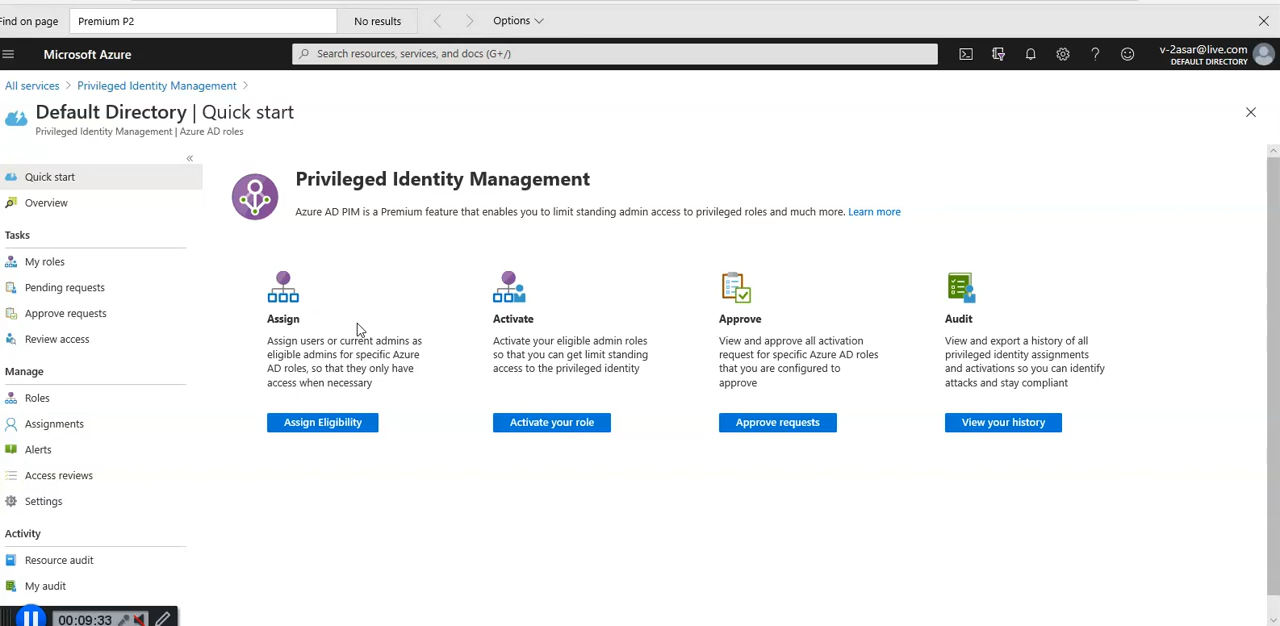 Find on page
Premium P2
No results
Options
Microsoft Azure
Search resources, services, and docs (G+/)
v-2asar@live.com
DEFAULT DIRECTORY
All services > Privileged Identity Management >
Default Directory | Quick start
Privileged Identity Management | Azure AD roles
«
Quick start
Overview
Tasks
My roles
Pending requests
Approve requests
Review access
Manage
Roles
Assignments
Alerts
Access reviews
Settings
Activity
Resource audit
My audit
00:09:33
Privileged Identity Management
Azure AD PIM is a Premium feature that enables you to limit standing admin access to privileged roles and much more. Learn more
Assign
Assign users or current admins as
eligible admins for specific Azure
AD roles, so that they only have
access when necessary
Assign Eligibility
Activate
Activate your eligible admin roles
so that you can get limit standing
access to the privileged identity
Activate your role
Approve
View and approve all activation
request for specific Azure AD roles
that you are configured to
approve
Approve requests
Audit
View and export a history of all
privileged identity assignments
and activations so you can identify
attacks and stay compliant
View your history